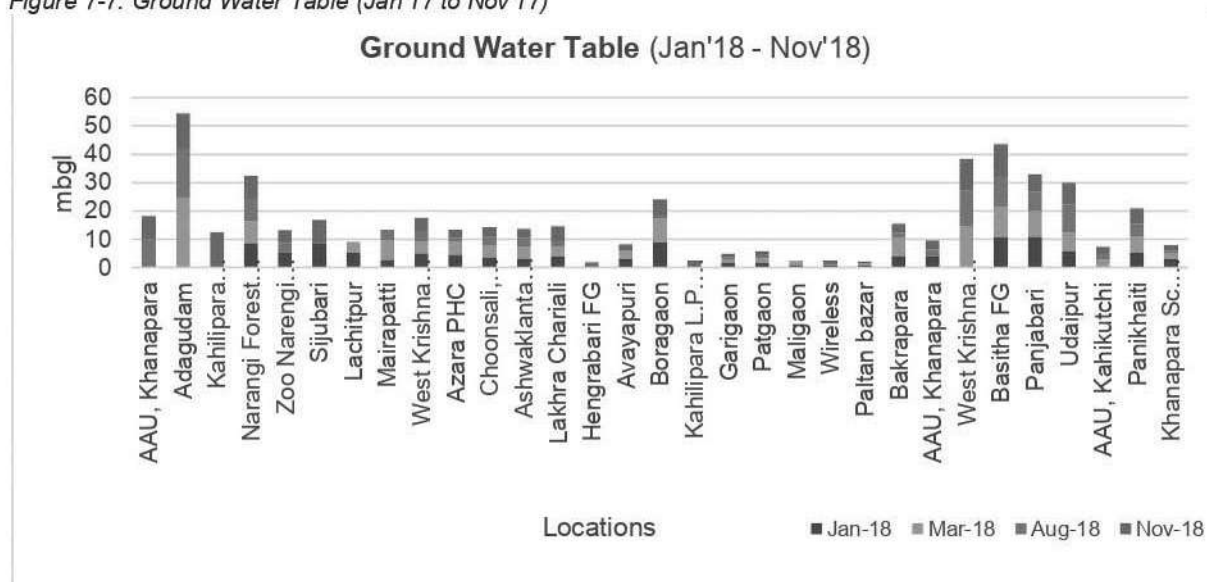 Figure 7-7: Ground Water Table (Jan'17 to Nov'17)
Ground Water Table (Jan'18 - Nov'18)
60
50
40
30
20
10
0
mbgl
AAU, Khanapara
Adagudam
Kahilipara…
Narangi Forest…
Zoo Narengi…
Sijubari
Lachitpur
Mairapatti
West Krishna…
Azara PHC
Choonsali,…
Ashwaklanta…
Lakhra Chariali
Hengrabari FG
Avayapuri
Boragaon
Kahilipara L.P…
Garigaon
Patgaon
Maligaon
Wireless
Paltan bazar
Bakrapara
AAU, Khanapara
West Krishna…
Basitha FG
Panjabari
Udaipur
AAU, Kahikutchi
Panikhaiti
Khanapara Sc…
Locations
Jan-18 Mar-18 Aug-18 Nov-18